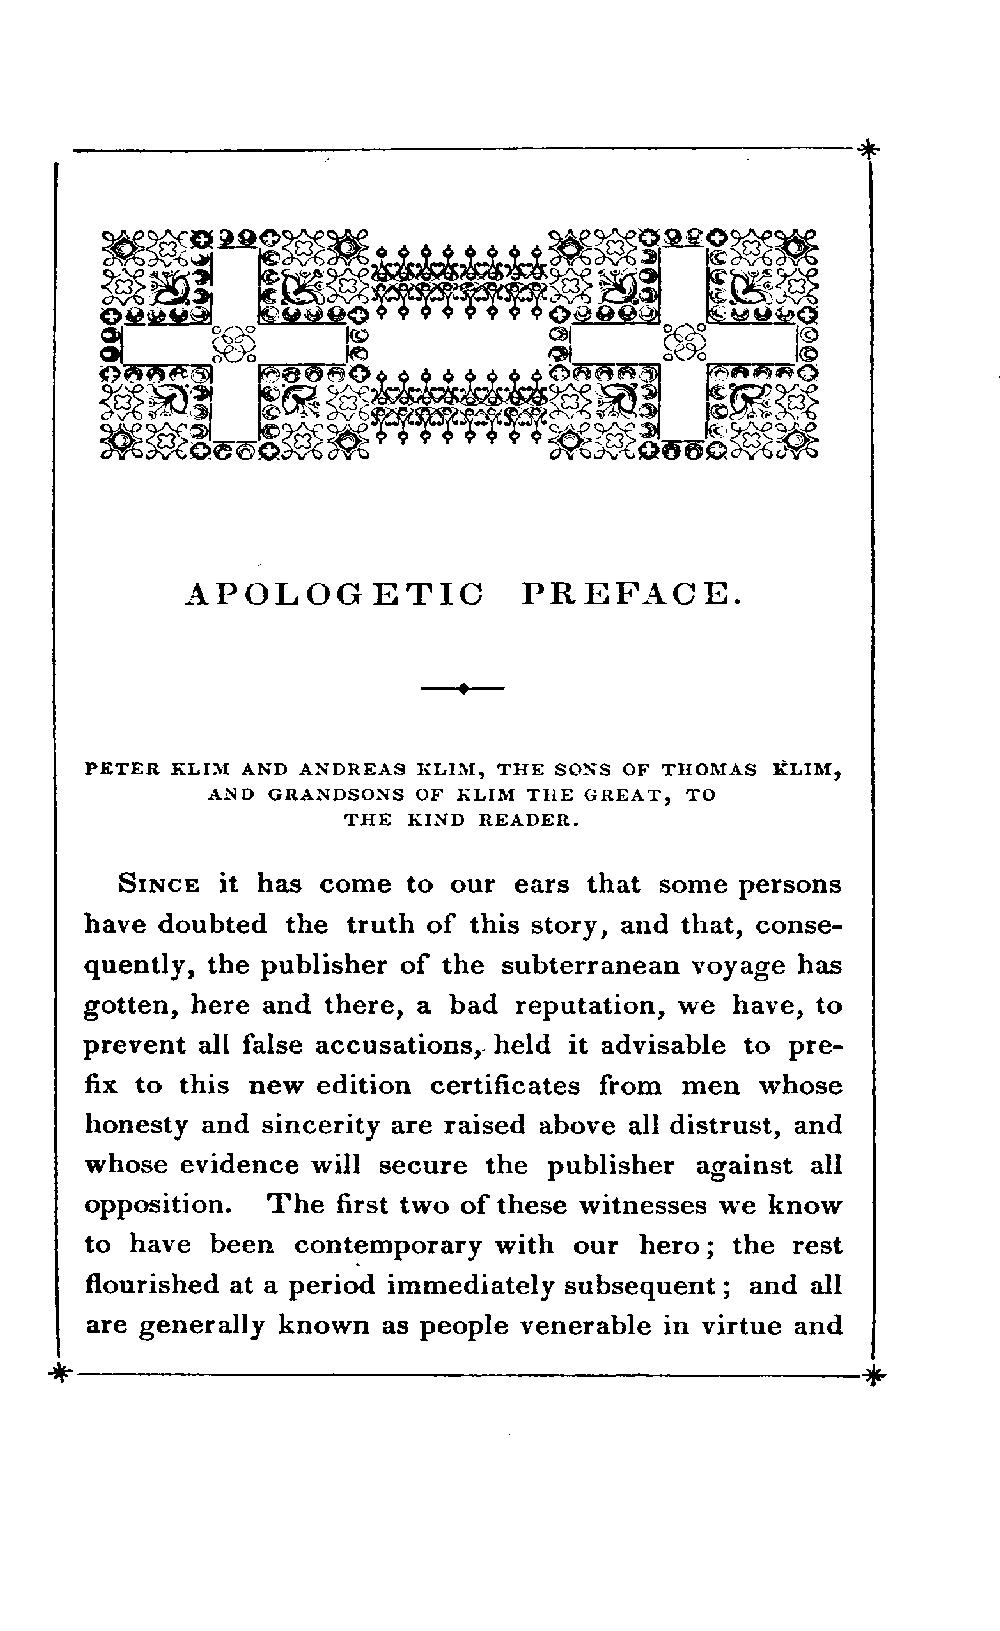 APOLOGETIC PREFACE.
PETER KLIM AND ANDREAS KLIM, THE SONS OF THOMAS KLIM,
AND GRANDSONS OF KLIM THE GREAT, TO
THE KIND READER.
SINCE it has come to our ears that some persons
have doubted the truth of this story, and that, conse-
quently, the publisher of the subterranean voyage has
gotten, here and there, a bad reputation, we have, to
prevent all false accusations, held it advisable to pre-
fix to this new edition certificates from men whose
honesty and sincerity are raised above all distrust, and
whose evidence will secure the publisher against all
opposition. The first two of these witnesses we know
to have been contemporary with our hero; the rest
flourished at a period immediately subsequent; and all
are generally known as people venerable in virtue and